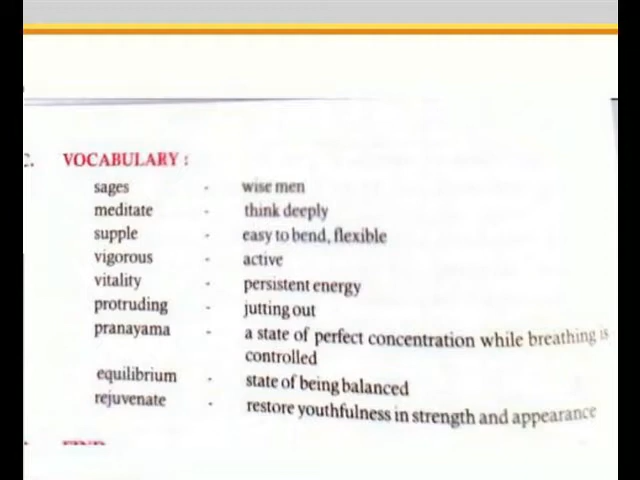 C. VOCABULARY :
sages - wise men
meditate - think deeply
supple - easy to bend, flexible
vigorous - active
vitality - persistent energy
protruding - jutting out
pranayama - a state of perfect concentration while breathing is
controlled
equilibrium - state of being balanced
rejuvenate - restore youthfulness in strength and appearance